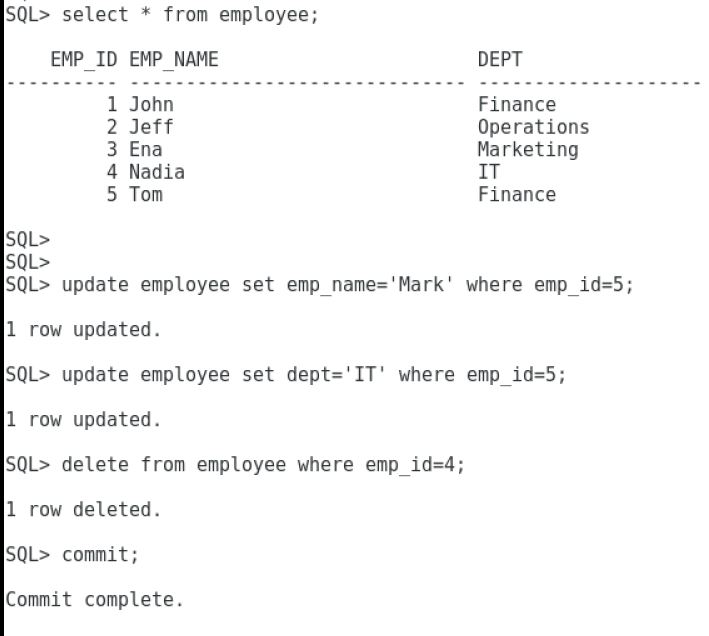 SQL> select * from employee;
EMP_ID EMP_NAME DEPT
---------- ------------------------------ --------------------
1 John Finance
2 Jeff Operations
3 Ena Marketing
4 Nadia IT
5 Tom Finance
SQL>
SQL>
SQL> update employee set emp_name='Mark' where emp_id=5;
1 row updated.
SQL> update employee set dept='IT' where emp_id=5;
1 row updated.
SQL> delete from employee where emp_id=4;
1 row deleted.
SQL> commit;
Commit complete.